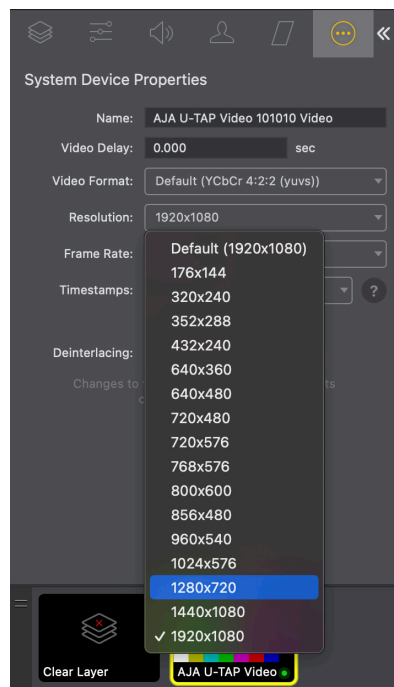 System Device Properties
Name: AJA U-TAP Video 101010 Video
Video Delay: 0.000 sec
Video Format: Default (YCbCr 4:2:2 (yuvs))
Resolution: 1920x1080
Frame Rate:
Timestamps: ?
Deinterlacing:
Changes to
Default (1920x1080)
176x144
320x240
352x288
432x240
640x360
640x480
720x480
720x576
768x576
800x600
856x480
960x540
1024x576
1280x720
1440x1080
✓ 1920x1080
Clear Layer
AJA U-TAP Video